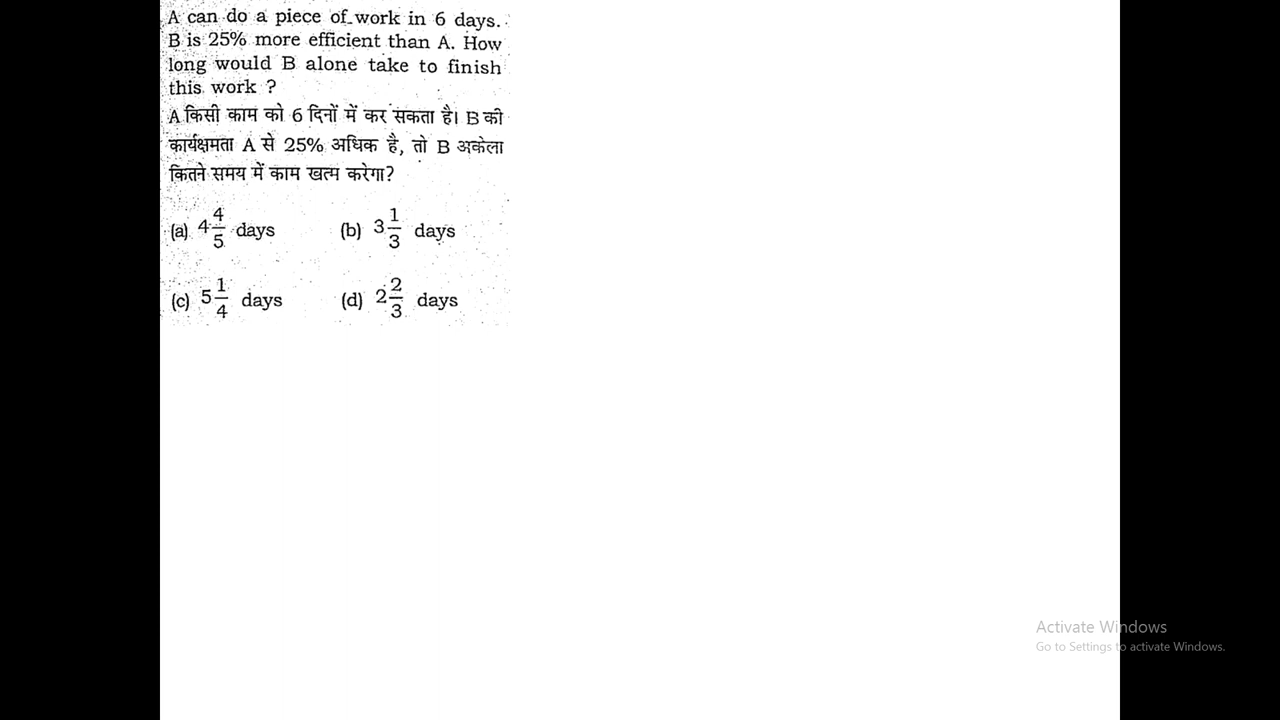 A can do a piece of work in 6 days.
B is 25% more efficient than A. How
long would B alone take to finish
this work ?
A किसी काम को 6 दिनों में कर सकता है। B की
कार्यक्षमता A से 25% अधिक है, तो B अकेला
कितने समय में काम खत्म करेगा?
(a) 4 4/5 days (b) 3 1/3 days
(c) 5 1/4 days (d) 2 2/3 days
Activate Windows
Go to Settings to activate Windows.